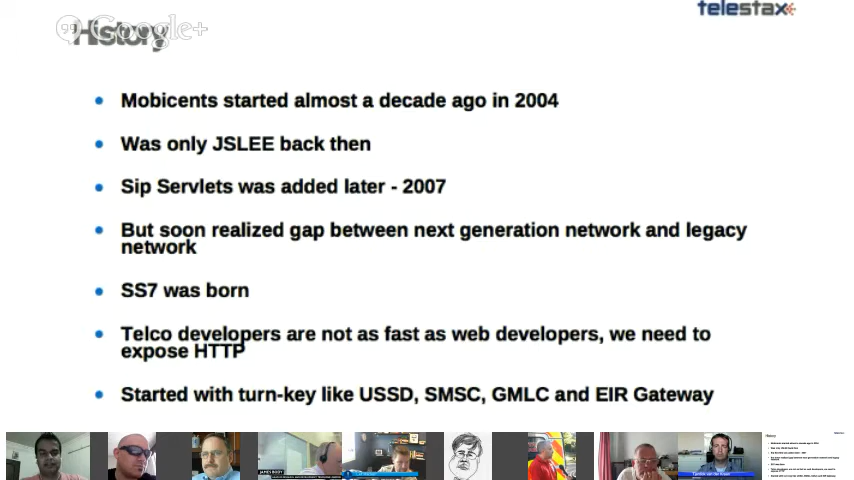 telestax
Google+
History
Mobicents started almost a decade ago in 2004
Was only JSLEE back then
Sip Servlets was added later - 2007
But soon realized gap between next generation network and legacy
network
SS7 was born
Telco developers are not as fast as web developers, we need to
expose HTTP
Started with turn-key like USSD, SMSC, GMLC and EIR Gateway
JAMES BODY